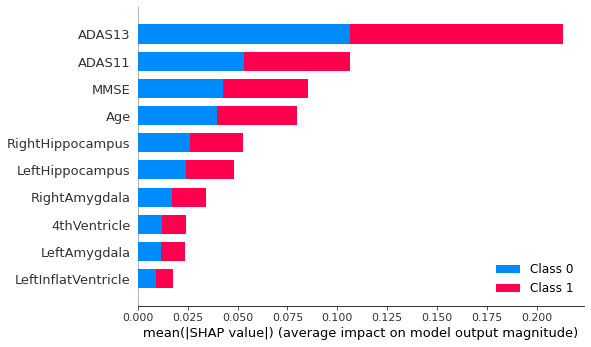 ADAS13
ADAS11
MMSE
Age
RightHippocampus
LeftHippocampus
RightAmygdala
4thVentricle
LeftAmygdala
LeftInflatVentricle
Class 0
Class 1
0.000 0.025 0.050 0.075 0.100 0.125 0.150 0.175 0.200
mean(|SHAP value|) (average impact on model output magnitude)